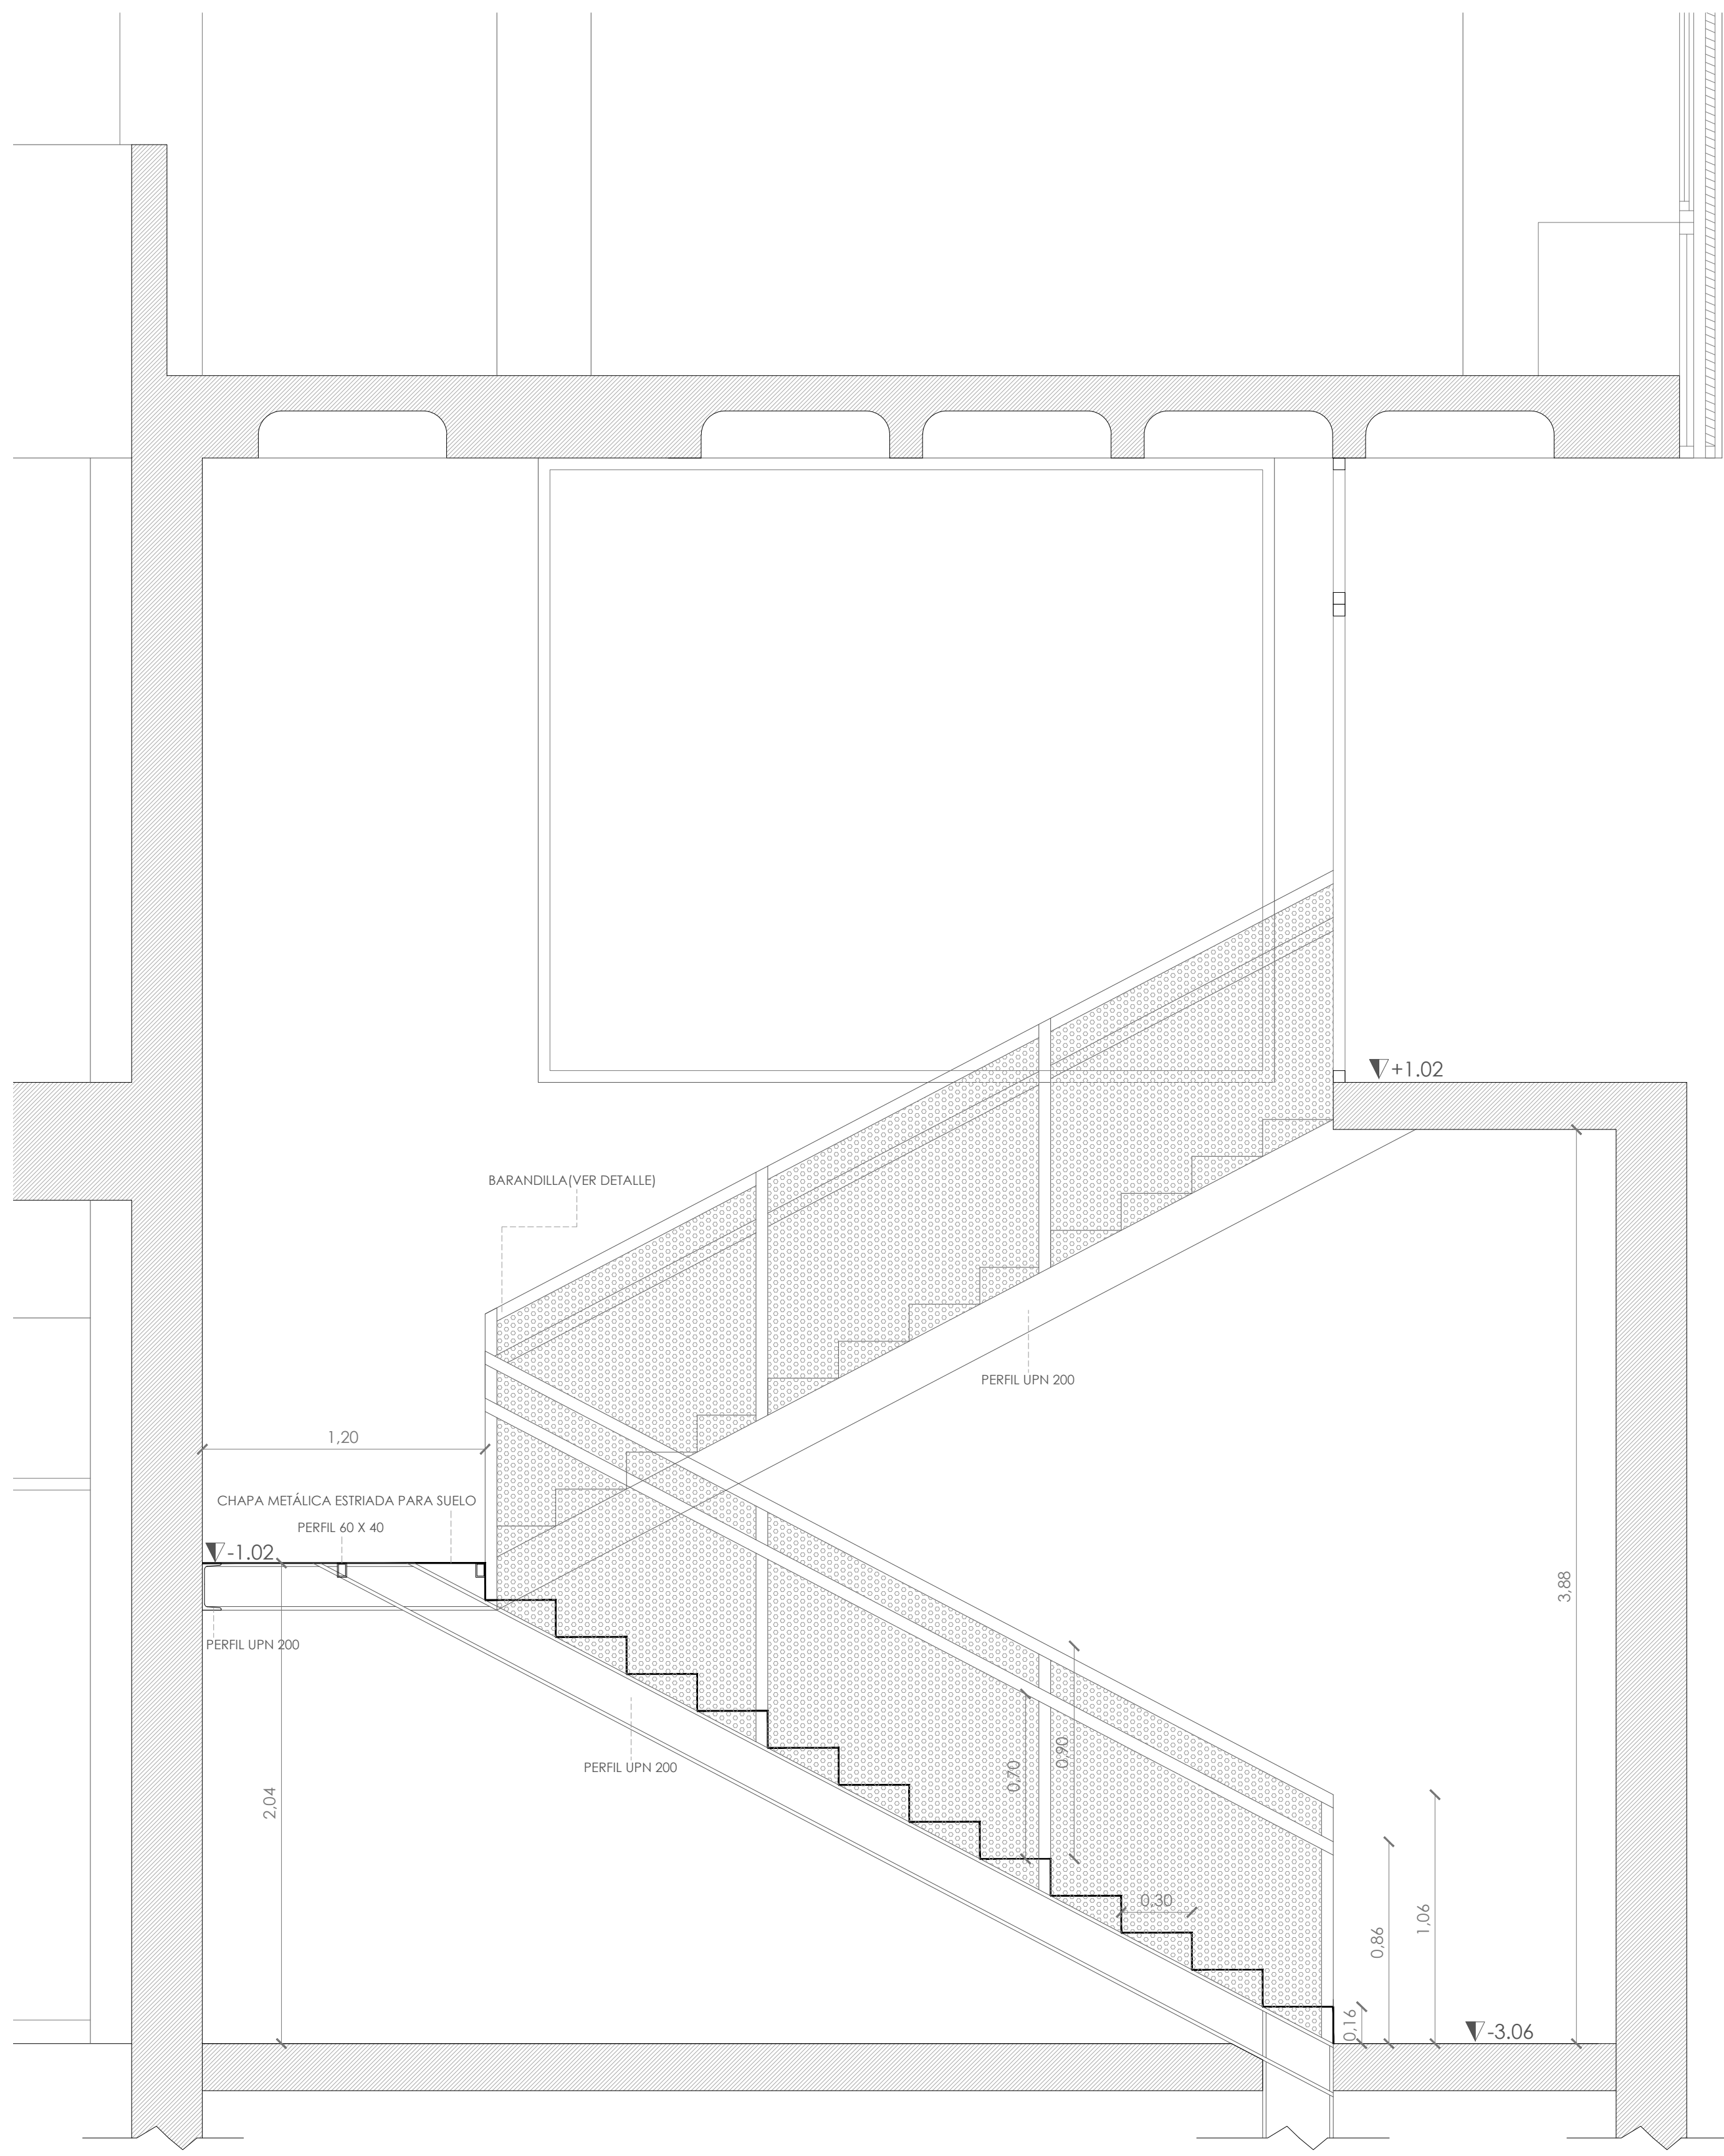 +1.02
BARANDILLA(VER DETALLE)
PERFIL UPN 200
1,20
CHAPA METÁLICA ESTRIADA PARA SUELO
PERFIL 60 X 40
-1.02
3,88
PERFIL UPN 200
PERFIL UPN 200
2,04
0,70
0,90
0,30
0,86
1,06
0,16
-3.06